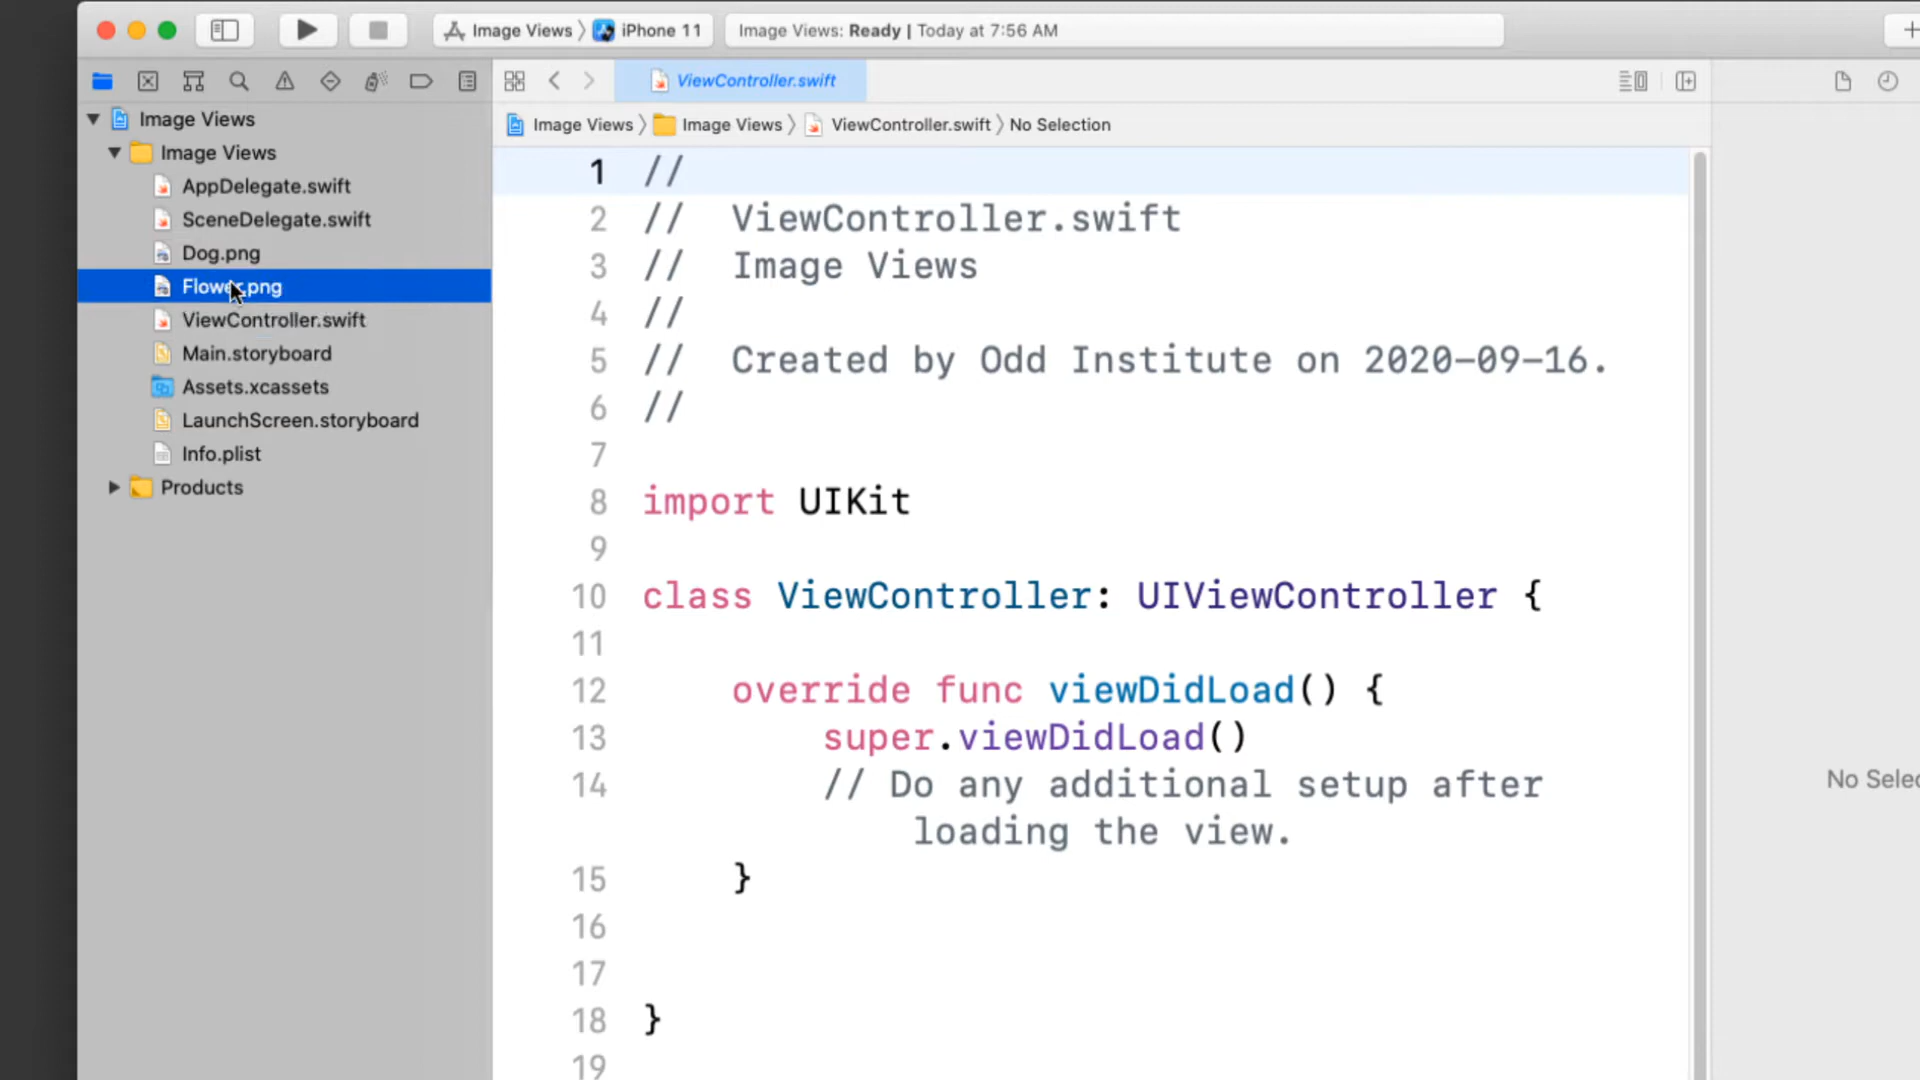 Image Views 〉 iPhone 11
Image Views: Ready | Today at 7:56 AM
ViewController.swift
Image Views
Image Views 〉 Image Views 〉 ViewController.swift 〉 No Selection
Image Views
AppDelegate.swift
SceneDelegate.swift
Dog.png
Flower.png
ViewController.swift
Main.storyboard
Assets.xcassets
LaunchScreen.storyboard
Info.plist
Products
1 //
2 //  ViewController.swift
3 //  Image Views
4 //
5 //  Created by Odd Institute on 2020-09-16.
6 //
7
8 import UIKit
9
10 class ViewController: UIViewController {
11
12     override func viewDidLoad() {
13         super.viewDidLoad()
14         // Do any additional setup after
loading the view.
15     }
16
17
18 }
19
No Selec